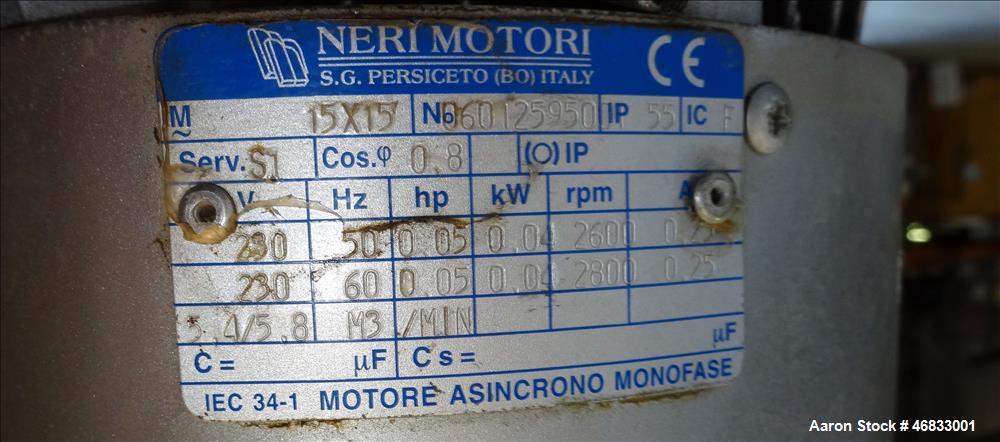 NERI MOTORI
S.G. PERSICETO (BO) ITALY
CE
M~ 15X15 No IP 55 IC F
Serv. S1 Cos.φ 0.8 (O) IP
V Hz hp kW rpm A
230 50 0.05 0.04 2600
230 60 0.05 0.04 2800 0.25
5,4/5,8 M3 /MIN
C = µF Cs = µF
IEC 34-1 MOTORE ASINCRONO MONOFASE
Aaron Stock # 46833001